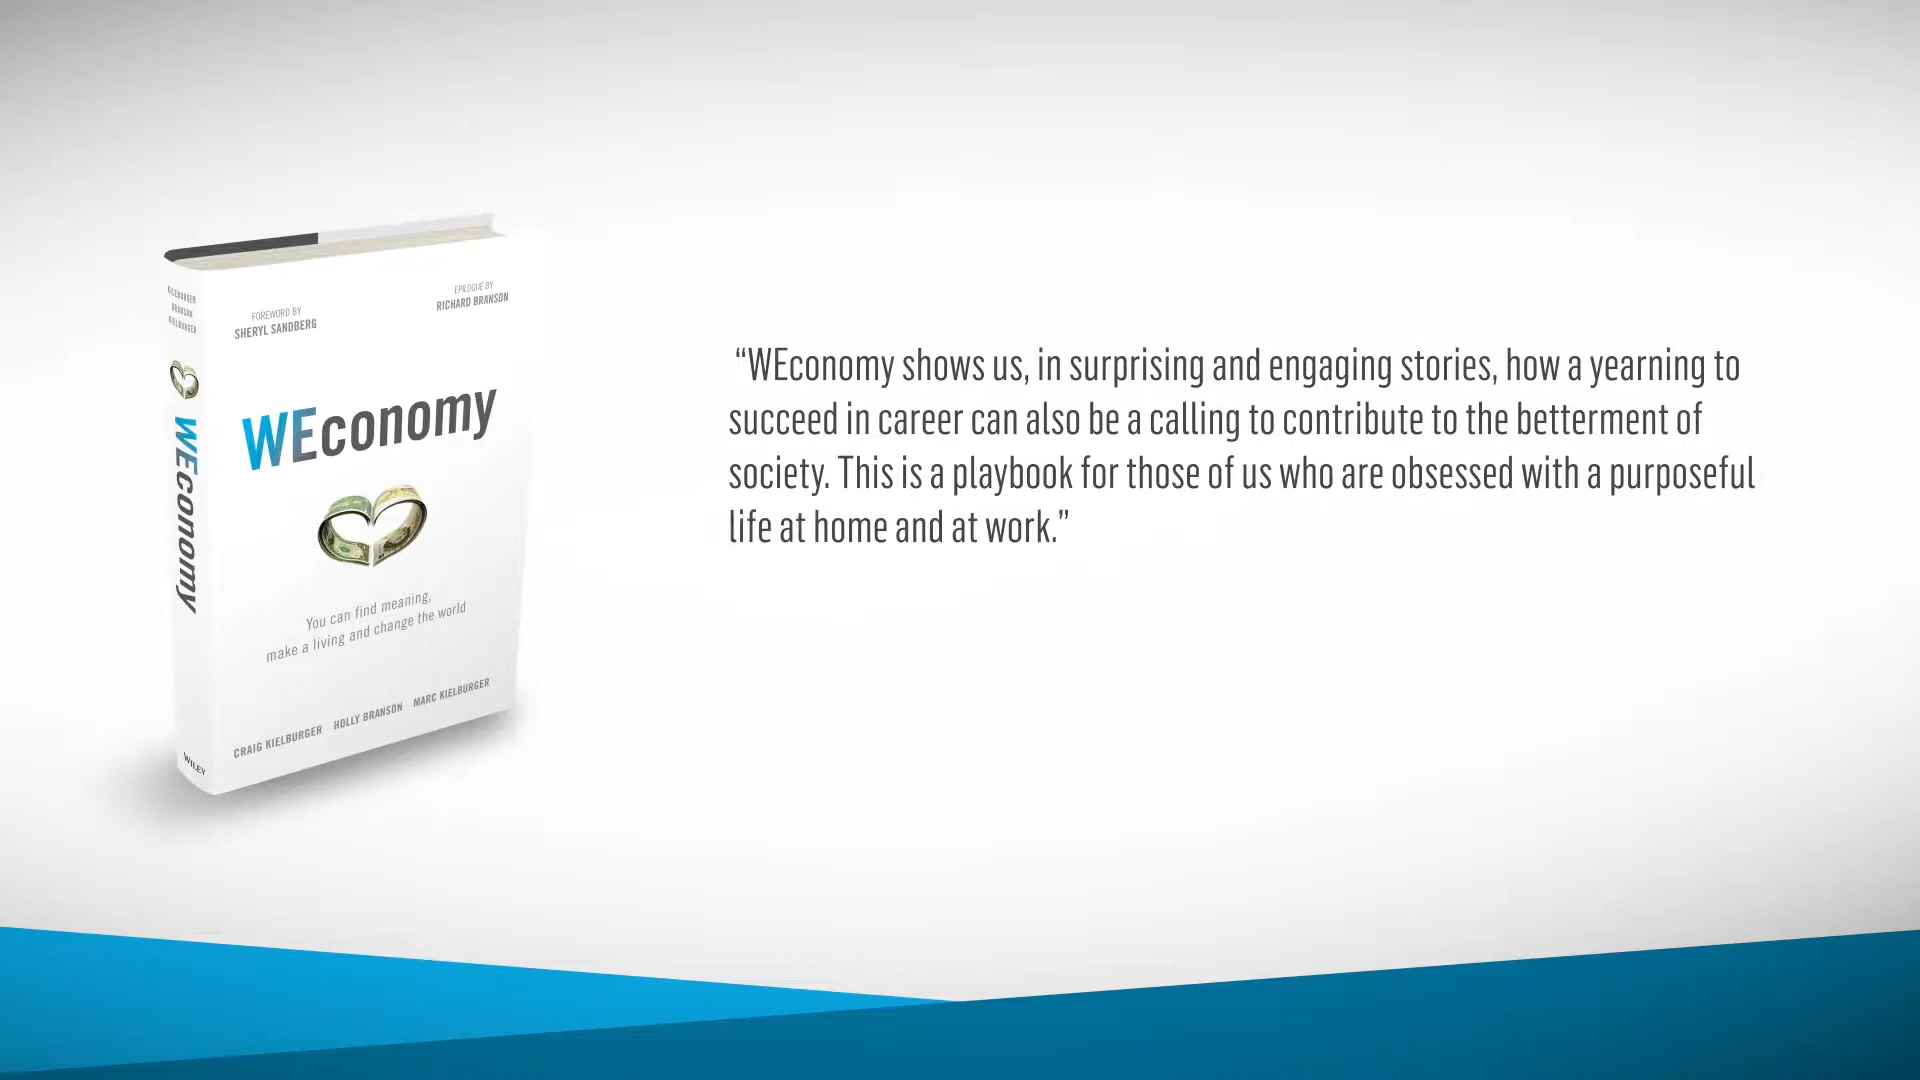 KIELBURGER
BRANSON
KIELBURGER
WEconomy
WILEY
FOREWORD BY
SHERYL SANDBERG
EPILOGUE BY
RICHARD BRANSON
WEconomy
You can find meaning,
make a living and change the world
CRAIG KIELBURGER HOLLY BRANSON MARC KIELBURGER
“WEconomy shows us, in surprising and engaging stories, how a yearning to
succeed in career can also be a calling to contribute to the betterment of
society. This is a playbook for those of us who are obsessed with a purposeful
life at home and at work.”